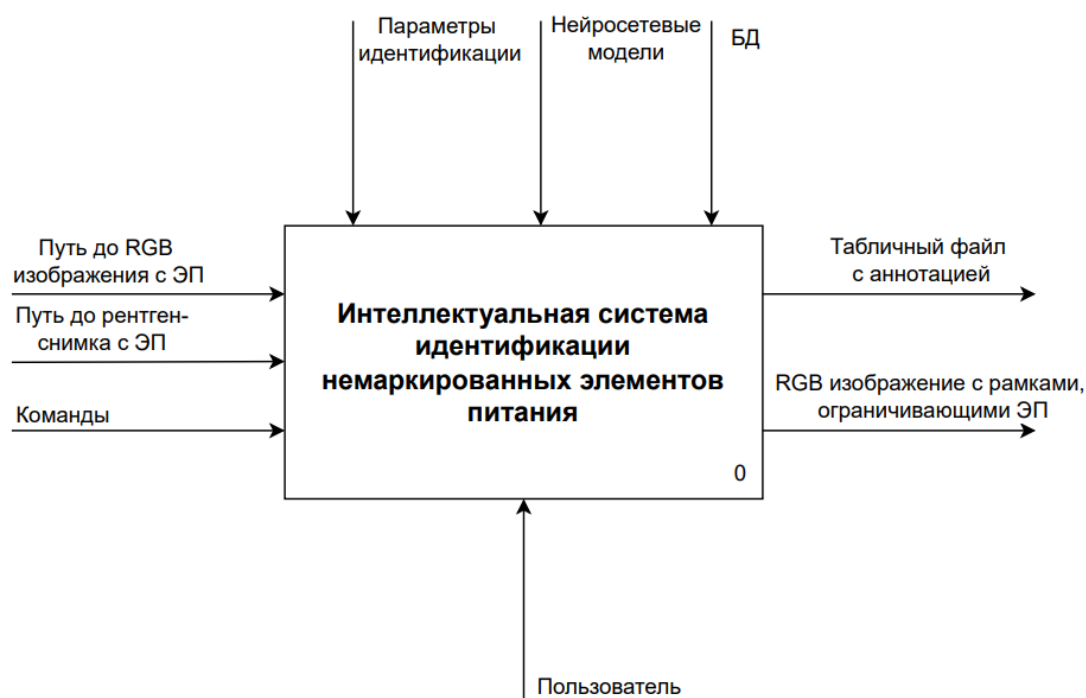 Параметры
идентификации
Нейросетевые
модели
БД
Путь до RGB
изображения с ЭП
Путь до рентген-
снимка с ЭП
Команды
Интеллектуальная система
идентификации
немаркированных элементов
питания
0
Табличный файл
с аннотацией
RGB изображение с рамками,
ограничивающими ЭП
Пользователь